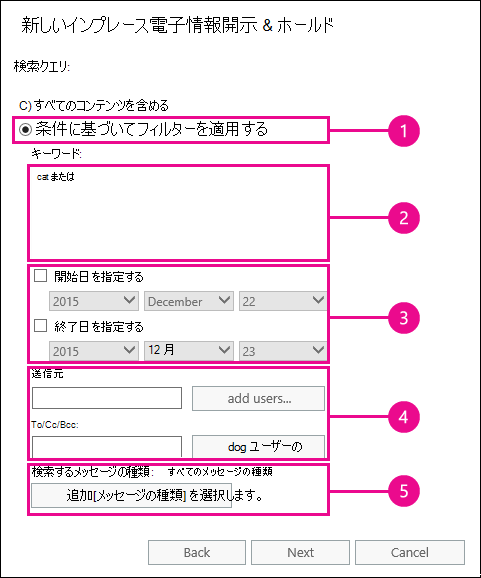 新しいインプレース電子情報開示 & ホールド
検索クエリ:
C) すべてのコンテンツを含める
条件に基づいてフィルターを適用する
1
キーワード:
cat または
2
開始日を指定する
2015 December 22
3
終了日を指定する
2015 12 月 23
送信元
add users...
4
To/Cc/Bcc:
dog ユーザーの
検索するメッセージの種類: すべてのメッセージの種類
追加[メッセージの種類] を選択します。
5
Back Next Cancel